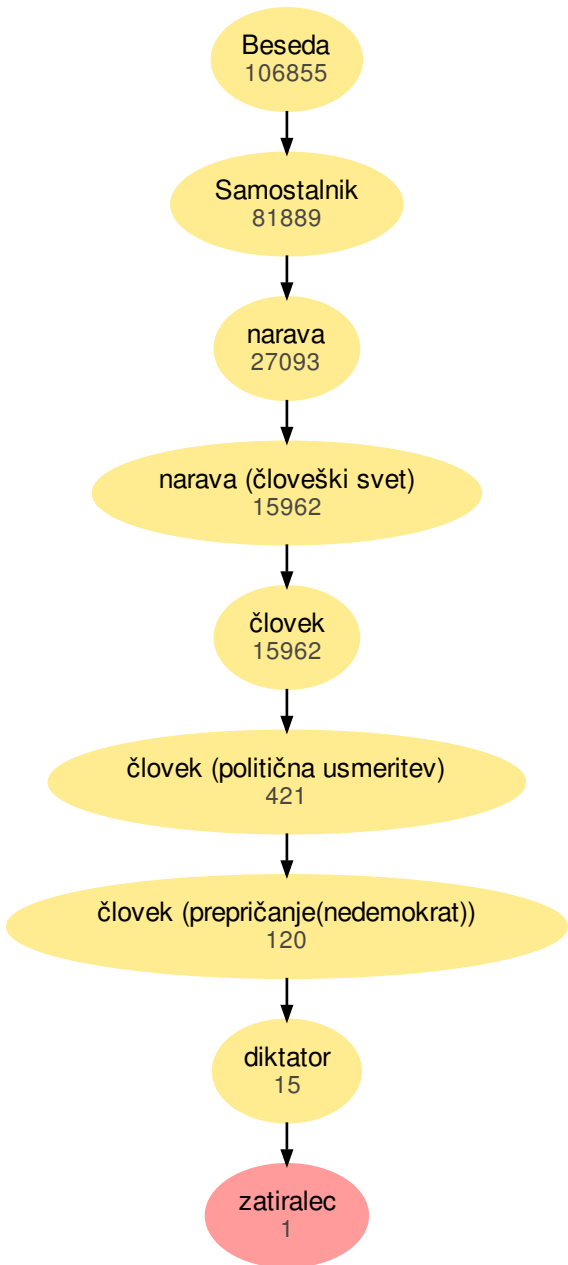 Beseda
106855
Samostalnik
81889
narava
27093
narava (človeški svet)
15962
človek
15962
človek (politična usmeritev)
421
človek (prepričanje(nedemokrat))
120
diktator
15
zatiralec
1